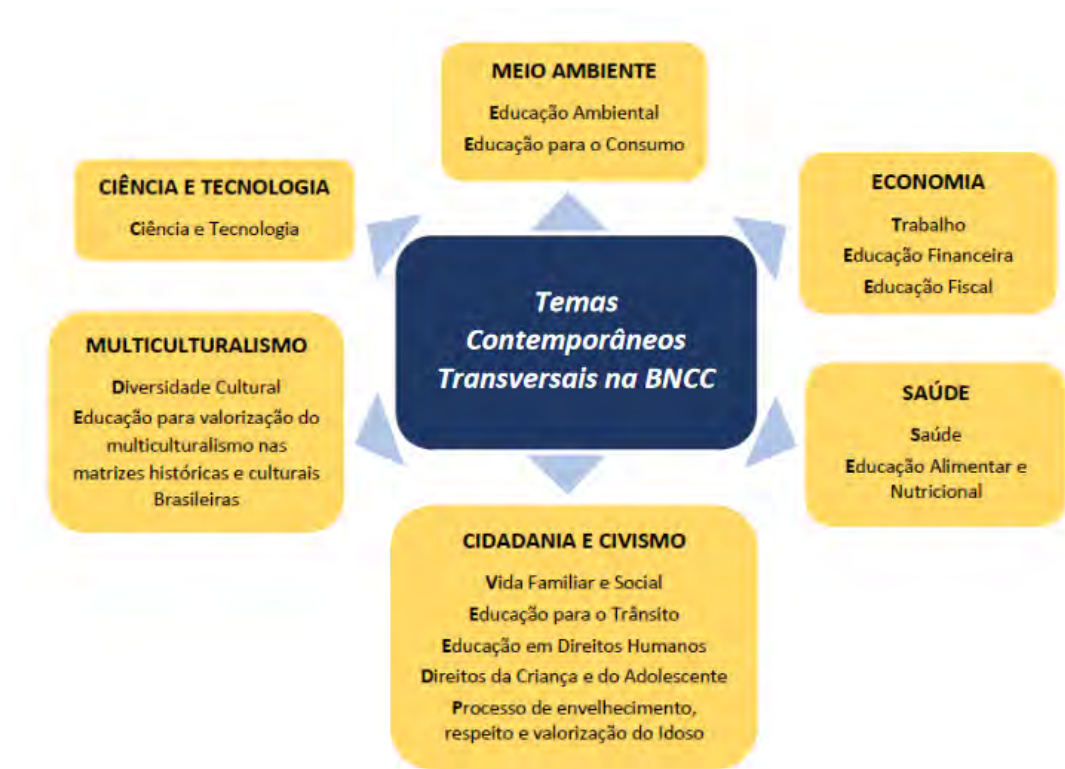 MEIO AMBIENTE
Educação Ambiental
Educação para o Consumo
CIÊNCIA E TECNOLOGIA
Ciência e Tecnologia
ECONOMIA
Trabalho
Educação Financeira
Educação Fiscal
Temas
Contemporâneos
Transversais na BNCC
MULTICULTURALISMO
Diversidade Cultural
Educação para valorização do
multiculturalismo nas
matrizes históricas e culturais
Brasileiras
SAÚDE
Saúde
Educação Alimentar e
Nutricional
CIDADANIA E CIVISMO
Vida Familiar e Social
Educação para o Trânsito
Educação em Direitos Humanos
Direitos da Criança e do Adolescente
Processo de envelhecimento,
respeito e valorização do Idoso